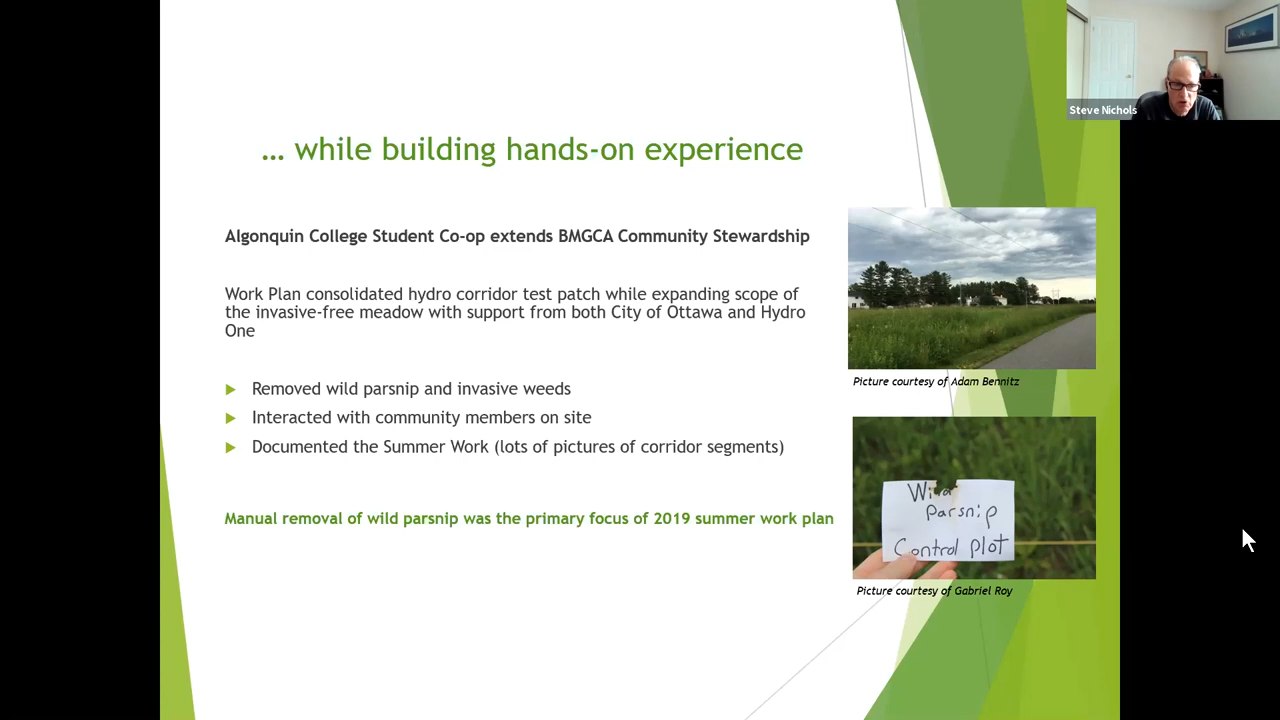 ... while building hands-on experience
Algonquin College Student Co-op extends BMGCA Community Stewardship
Work Plan consolidated hydro corridor test patch while expanding scope of
the invasive-free meadow with support from both City of Ottawa and Hydro
One
Removed wild parsnip and invasive weeds
Interacted with community members on site
Documented the Summer Work (lots of pictures of corridor segments)
Manual removal of wild parsnip was the primary focus of 2019 summer work plan
Steve Nichols
Picture courtesy of Adam Bennitz
Parsnip
Control plot
Picture courtesy of Gabriel Roy